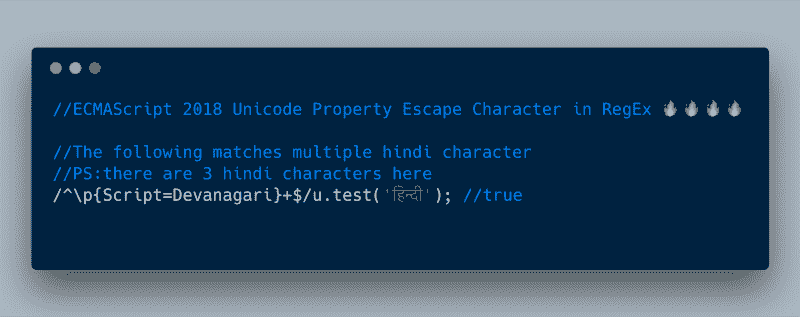 //ECMAScript 2018 Unicode Property Escape Character in RegEx 🔥🔥🔥🔥
//The following matches multiple hindi character
//PS:there are 3 hindi characters here
/^\p{Script=Devanagari}+$/u.test('हिन्दी'); //true